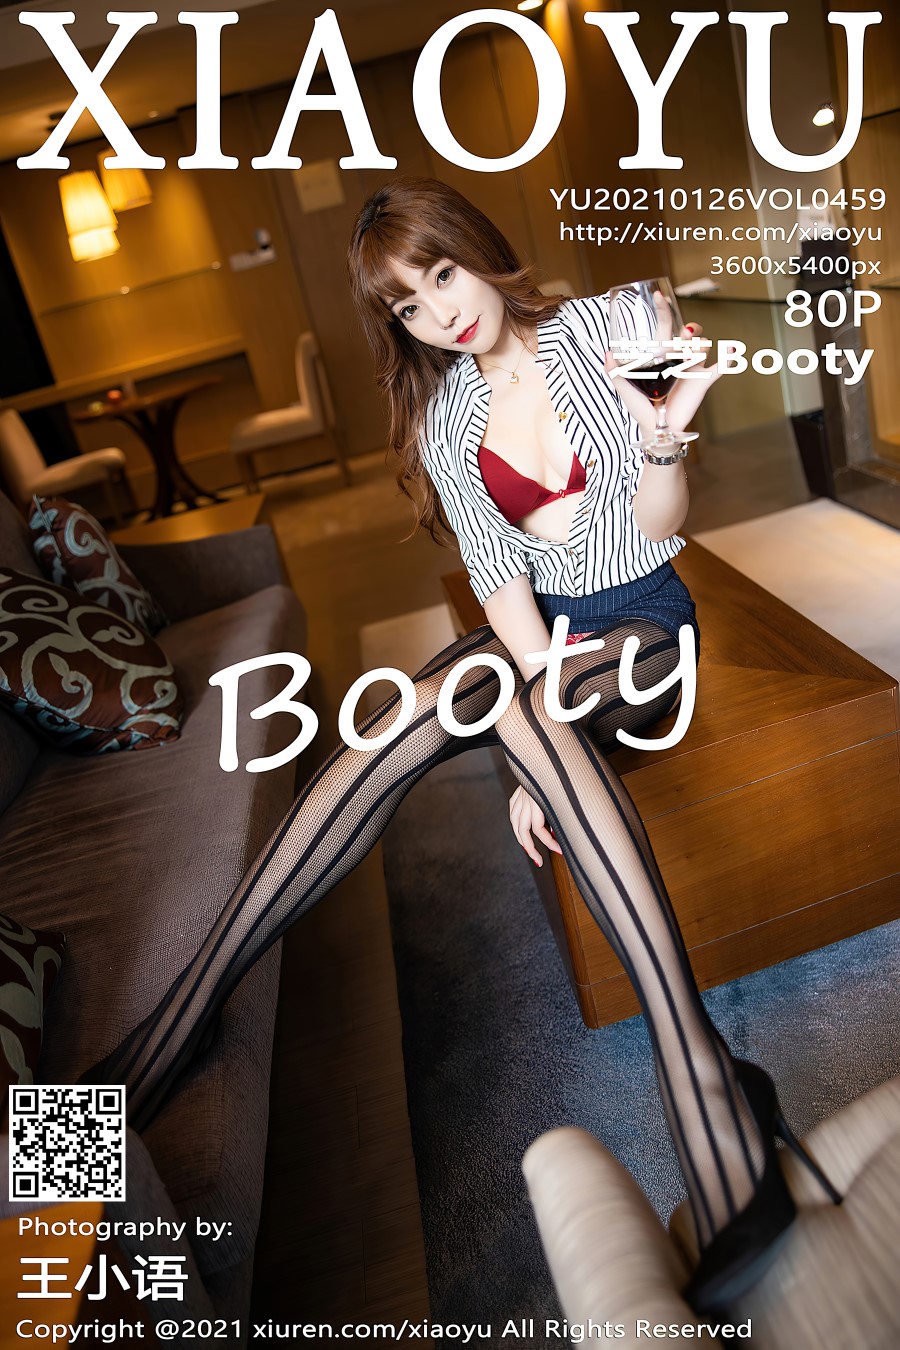 XIAOYU
YU20210126VOL0459
http://xiuren.com/xiaoyu
3600x5400px
80P
芝芝Booty
Booty
Photography by:
王小语
Copyright @2021 xiuren.com/xiaoyu All Rights Reserved